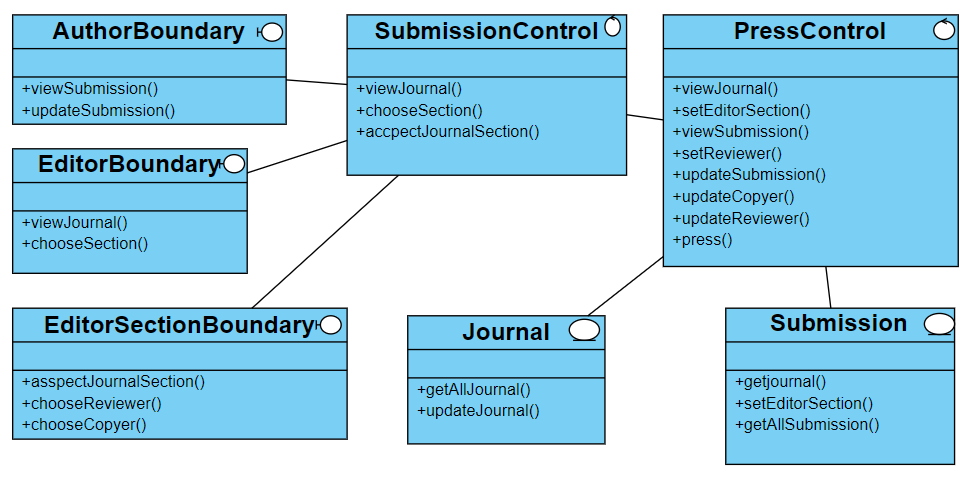 AuthorBoundary
+viewSubmission()
+updateSubmission()
SubmissionControl
+viewJournal()
+chooseSection()
+accpectJournalSection()
PressControl
+viewJournal()
+setEditorSection()
+viewSubmission()
+setReviewer()
+updateSubmission()
+updateCopyer()
+updateReviewer()
+press()
EditorBoundary
+viewJournal()
+chooseSection()
EditorSectionBoundary
+asspectJournalSection()
+chooseReviewer()
+chooseCopyer()
Journal
+getAllJournal()
+updateJournal()
Submission
+getjournal()
+setEditorSection()
+getAllSubmission()